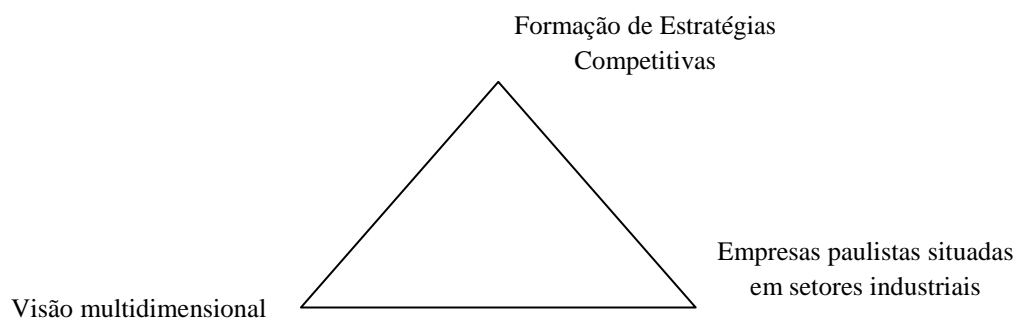 Formação de Estratégias
Competitivas
Empresas paulistas situadas
em setores industriais
Visão multidimensional